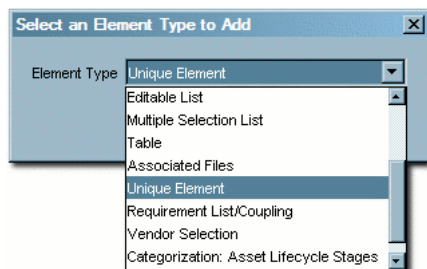 Select an Element Type to Add
Element Type Unique Element
Editable List
Multiple Selection List
Table
Associated Files
Unique Element
Requirement List/Coupling
Vendor Selection
Categorization: Asset Lifecycle Stages